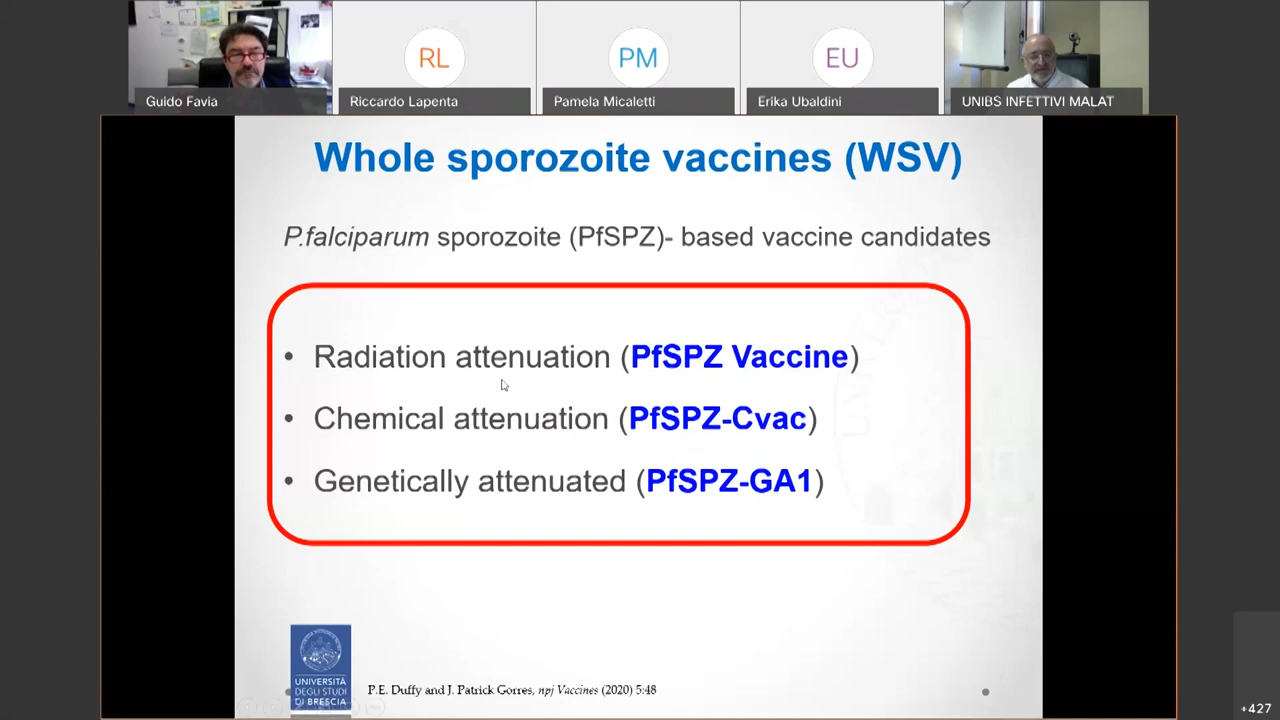 RL
PM
EU
Guido Favia
Riccardo Lapenta
Pamela Micaletti
Erika Ubaldini
UNIBS INFETTIVI MALAT
Whole sporozoite vaccines (WSV)
P.falciparum sporozoite (PfSPZ)- based vaccine candidates
• Radiation attenuation (PfSPZ Vaccine)
• Chemical attenuation (PfSPZ-Cvac)
• Genetically attenuated (PfSPZ-GA1)
UNIVERSITÀ
DEGLI STUDI
DI BRESCIA
P.E. Duffy and J. Patrick Gorres, npj Vaccines (2020) 5:48
+427